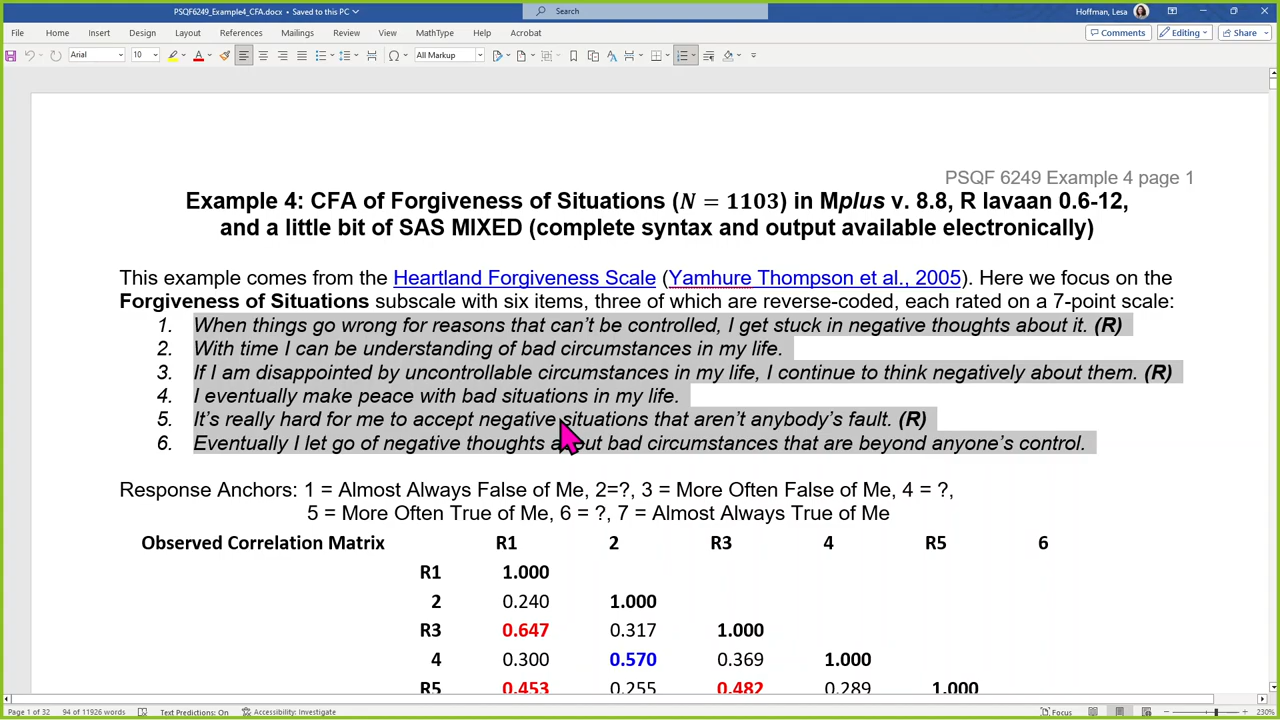 PSQF6249_Example4_CFA.docx • Saved to this PC
Search
Hoffman, Lesa
File Home Insert Design Layout References Mailings Review View MathType Help Acrobat
Comments Editing Share
Arial 10 All Markup
PSQF 6249 Example 4 page 1
Example 4: CFA of Forgiveness of Situations (N = 1103) in Mplus v. 8.8, R lavaan 0.6-12,
and a little bit of SAS MIXED (complete syntax and output available electronically)
This example comes from the Heartland Forgiveness Scale (Yamhure Thompson et al., 2005). Here we focus on the
Forgiveness of Situations subscale with six items, three of which are reverse-coded, each rated on a 7-point scale:
1. When things go wrong for reasons that can’t be controlled, I get stuck in negative thoughts about it. (R)
2. With time I can be understanding of bad circumstances in my life.
3. If I am disappointed by uncontrollable circumstances in my life, I continue to think negatively about them. (R)
4. I eventually make peace with bad situations in my life.
5. It’s really hard for me to accept negative situations that aren’t anybody’s fault. (R)
6. Eventually I let go of negative thoughts about bad circumstances that are beyond anyone’s control.
Response Anchors: 1 = Almost Always False of Me, 2=?, 3 = More Often False of Me, 4 = ?,
5 = More Often True of Me, 6 = ?, 7 = Almost Always True of Me
Observed Correlation Matrix R1 2 R3 4 R5 6
R1 1.000
2 0.240 1.000
R3 0.647 0.317 1.000
4 0.300 0.570 0.369 1.000
R5 0.453 0.255 0.482 0.289 1.000
Page 1 of 32 94 of 11926 words Text Predictions: On Accessibility: Investigate Focus 230%